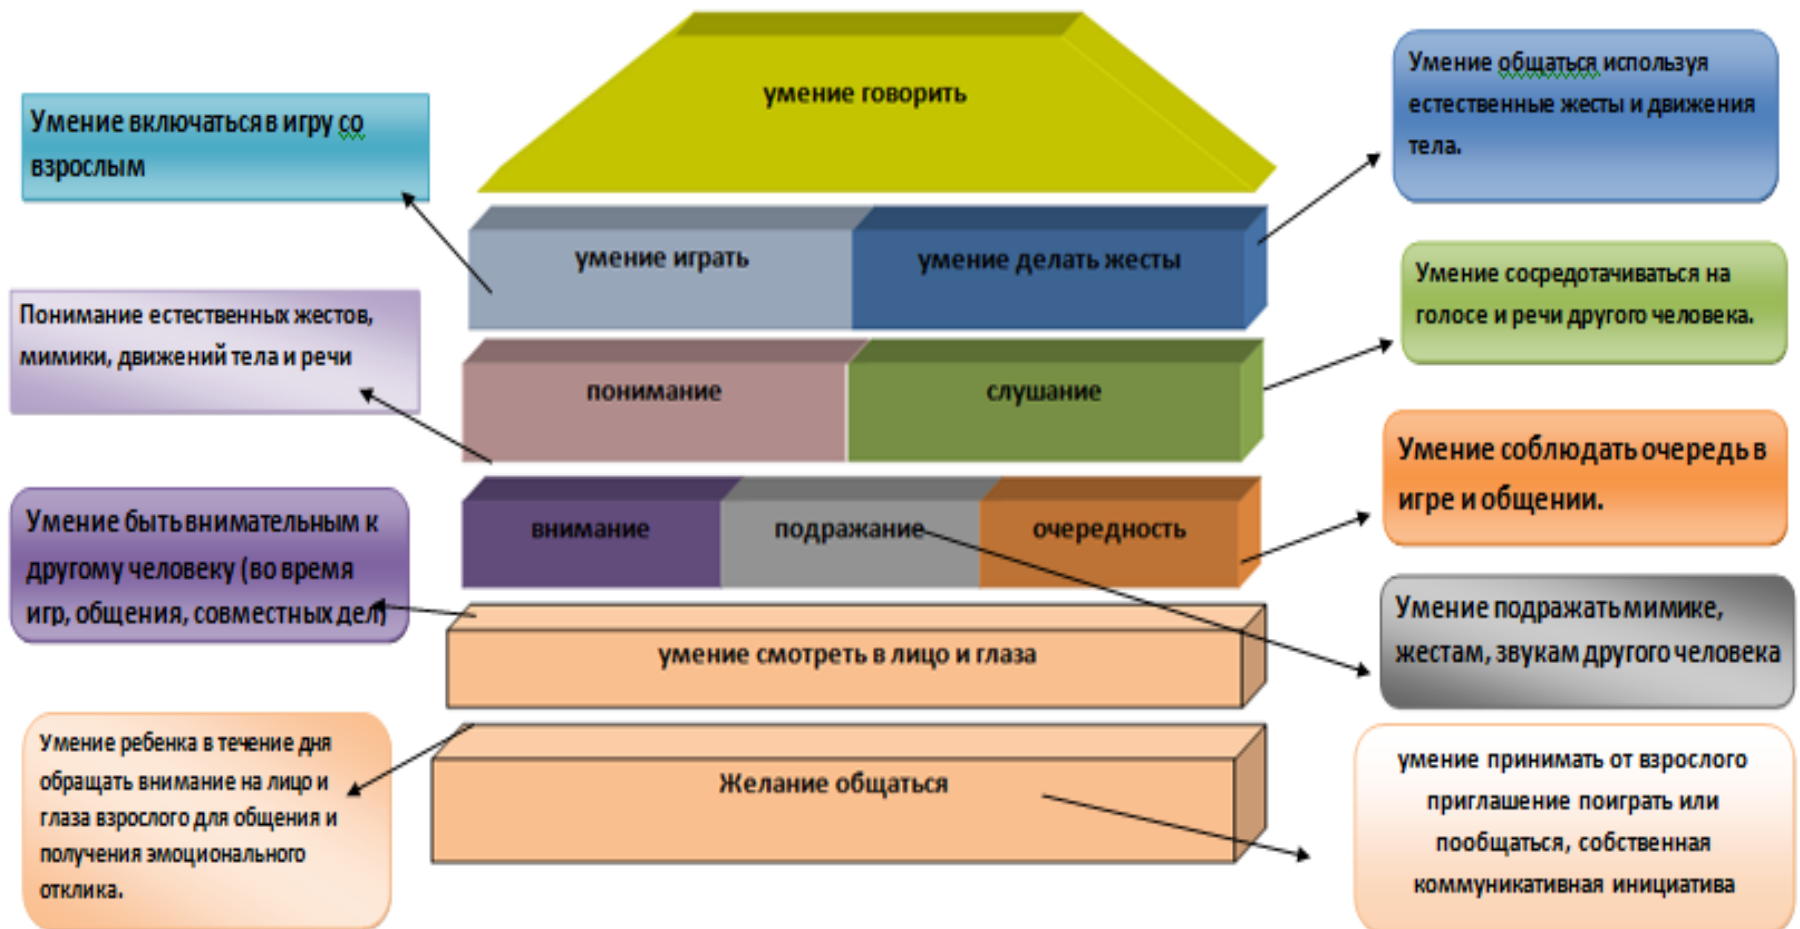 умение говорить
Умение включаться в игру со
взрослым
Умение общаться используя
естественные жесты и движения
тела.
умение играть
умение делать жесты
Понимание естественных жестов,
мимики, движений тела и речи
Умение сосредотачиваться на
голосе и речи другого человека.
понимание
слушание
Умение быть внимательным к
другому человеку (во время
игр, общения, совместных дел)
внимание
подражание
очередность
Умение соблюдать очередь в
игре и общении.
умение смотреть в лицо и глаза
Умение подражать мимике,
жестам, звукам другого человека
Умение ребенка в течение дня
обращать внимание на лицо и
глаза взрослого для общения и
получения эмоционального
отклика.
Желание общаться
умение принимать от взрослого
приглашение поиграть или
пообщаться, собственная
коммуникативная инициатива